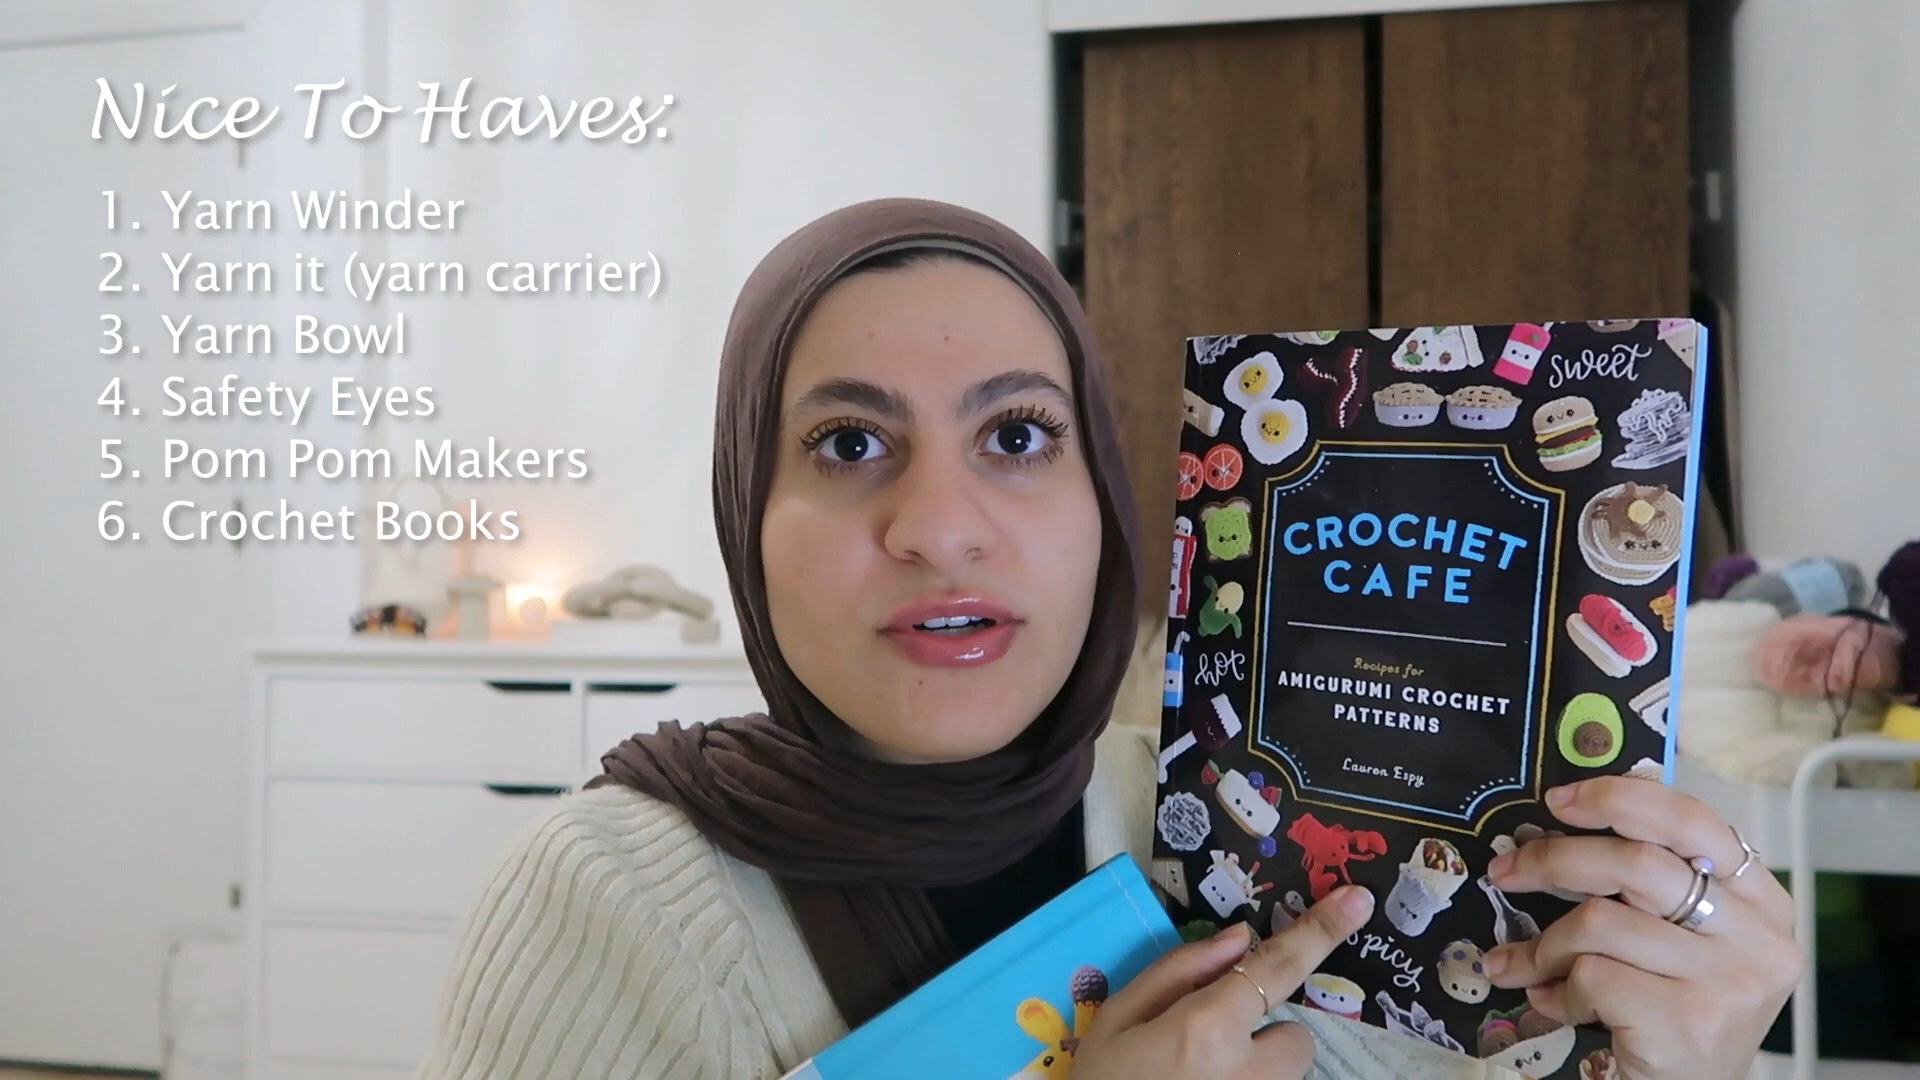 Nice To Haves:
1. Yarn Winder
2. Yarn it (yarn carrier)
3. Yarn Bowl
4. Safety Eyes
5. Pom Pom Makers
6. Crochet Books
sweet
CROCHET
CAFE
Recipes for
AMIGURUMI CROCHET
PATTERNS
Lauren Espy
hot
spicy